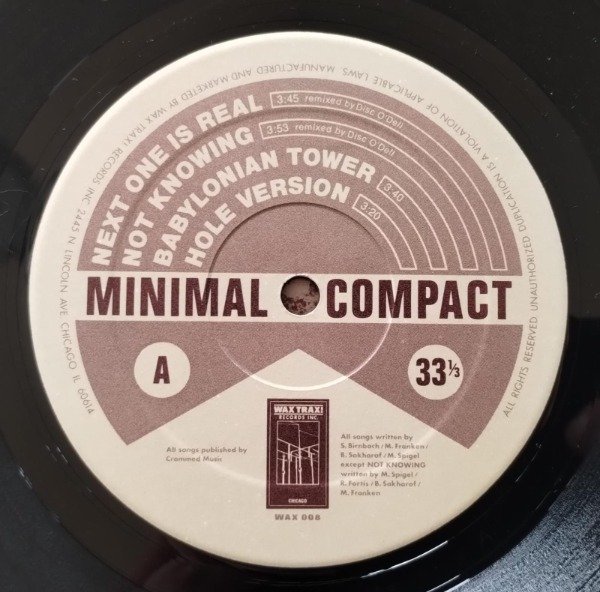 MANUFACTURED AND MARKETED BY WAX TRAX! RECORDS INC 2445 N LINCOLN AVE CHICAGO IL 60614
ALL RIGHTS RESERVED UNAUTHORIZED DUPLICATION IS A VIOLATION OF APPLICABLE LAWS.
NEXT ONE IS REAL 3:45 remixed by Disc O'Dell
NOT KNOWING 3:53 remixed by Disc O'Dell
BABYLONIAN TOWER 3:40
HOLE VERSION 3:20
MINIMAL COMPACT
A
33 1/3
All songs published by
Crammed Music
WAX TRAX!
RECORDS INC.
CHICAGO
WAX 008
All songs written by
S. Birnbach / M. Franken /
B. Sakharof / M. Spigel
except NOT KNOWING
written by M. Spigel /
R. Fortis / B. Sakharof /
M. Franken